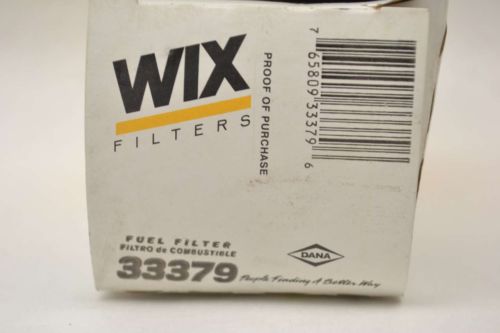 WIX
FILTERS
PROOF OF PURCHASE
7 65809 33379 6
FUEL FILTER
FILTRO de COMBUSTIBLE
33379
DANA
People Finding A Better Way